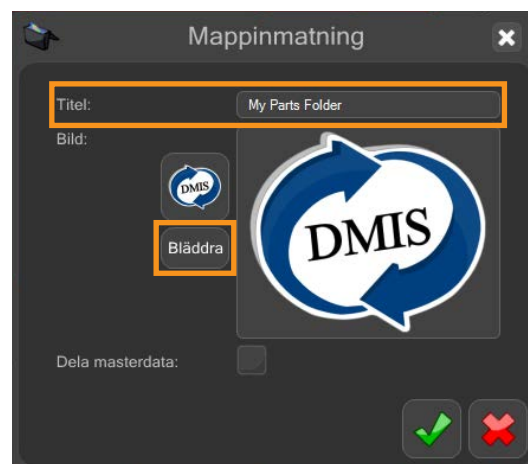 Mappinmatning
Titel: My Parts Folder
Bild:
DMIS
DMIS
Bläddra
Dela masterdata: